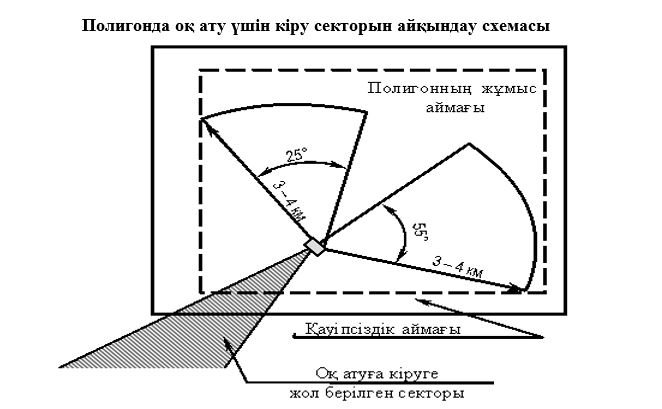 Полигонда оқ ату үшін кіру секторын айқындау схемасы
Полигонның жұмыс
аймағы
25°
3 – 4 км
55°
3 – 4 км
Қауіпсіздік аймағы
Оқ атуға кіруге
жол берілген секторы